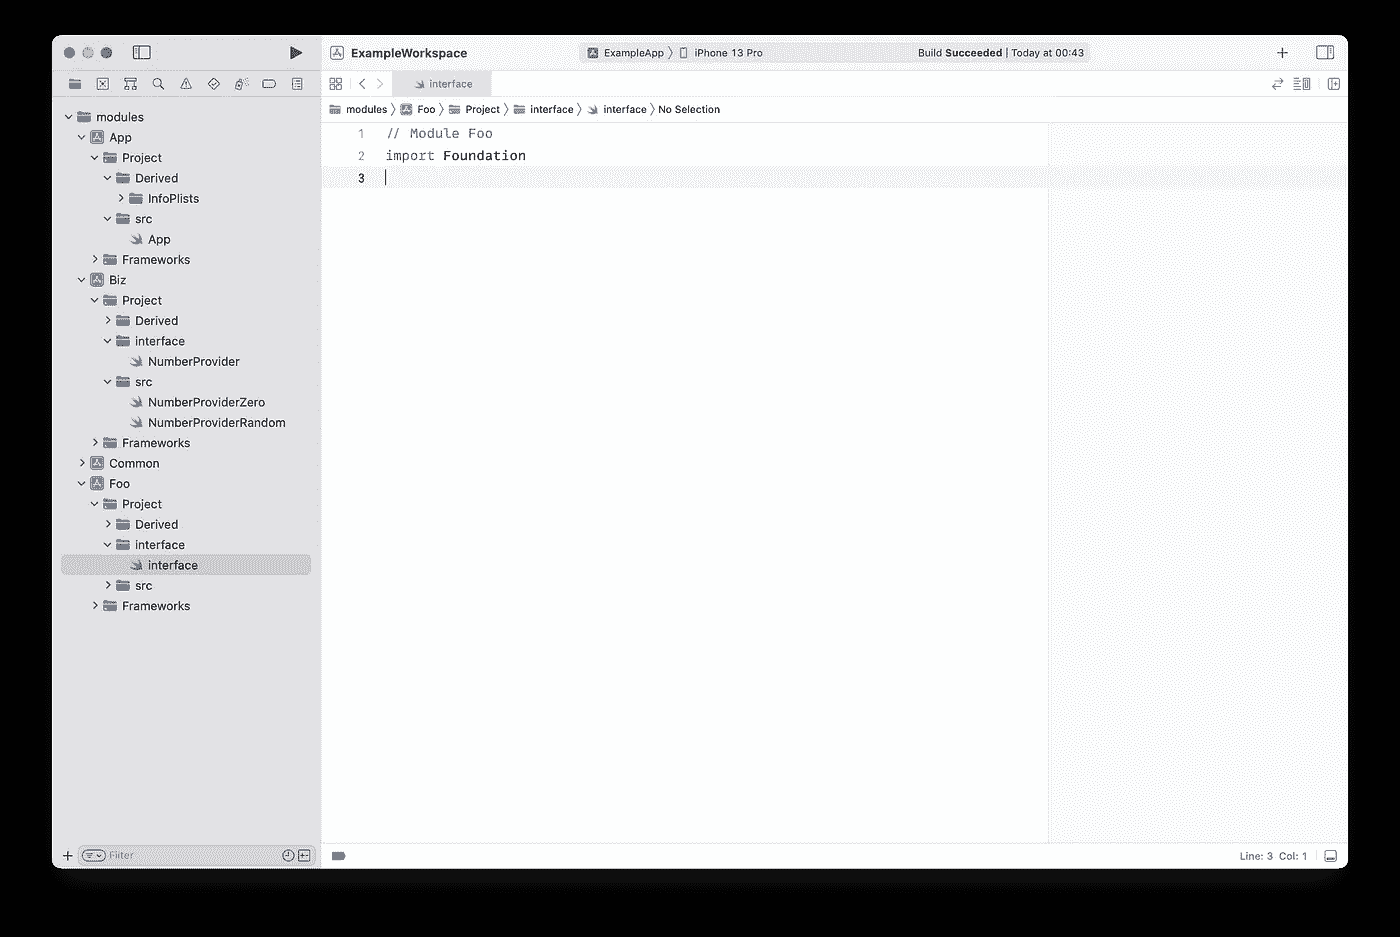 ExampleWorkspace
ExampleApp iPhone 13 Pro Build Succeeded | Today at 00:43
interface
modules Foo Project interface interface No Selection
modules
App
Project
Derived
InfoPlists
src
App
Frameworks
Biz
Project
Derived
interface
NumberProvider
src
NumberProviderZero
NumberProviderRandom
Frameworks
Common
Foo
Project
Derived
interface
interface
src
Frameworks
Filter
1 // Module Foo
2 import Foundation
3
Line: 3 Col: 1